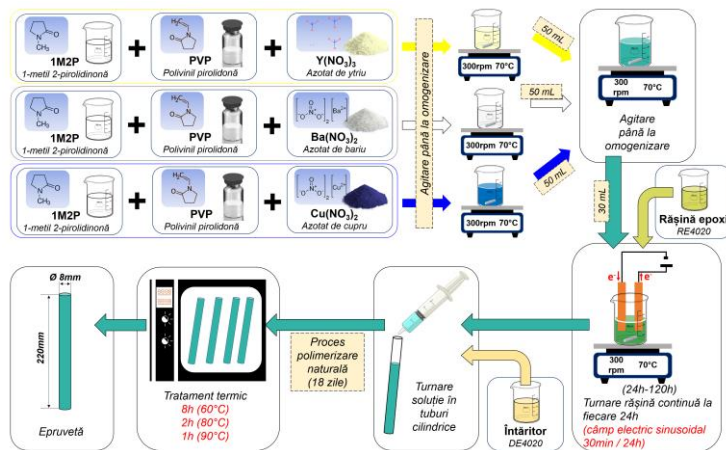 1M2P
1-metil 2-pirolidinonă
PVP
Polivinil pirolidonă
Y(NO₃)₃
Azotat de ytriu
1M2P
1-metil 2-pirolidinonă
PVP
Polivinil pirolidonă
Ba(NO₃)₂
Azotat de bariu
1M2P
1-metil 2-pirolidinonă
PVP
Polivinil pirolidonă
Cu(NO₃)₂
Azotat de cupru
Agitare până la omogenizare
300rpm 70°C
300rpm 70°C
300rpm 70°C
50 mL
50 mL
50 mL
300
rpm
70°C
Agitare
până la
omogenizare
30 mL
Rășină epoxi
RE4020
e⁻
e⁻
300
rpm
70°C
(24h-120h)
Turnare rășină continuă la
fiecare 24h
(câmp electric sinusoidal
30min / 24h)
Întăritor
DE4020
Turnare
soluție în
tuburi
cilindrice
Proces
polimerizare
naturală
(18 zile)
Tratament termic
8h (60°C)
2h (80°C)
1h (90°C)
Ø 8mm
220mm
Epruvetă